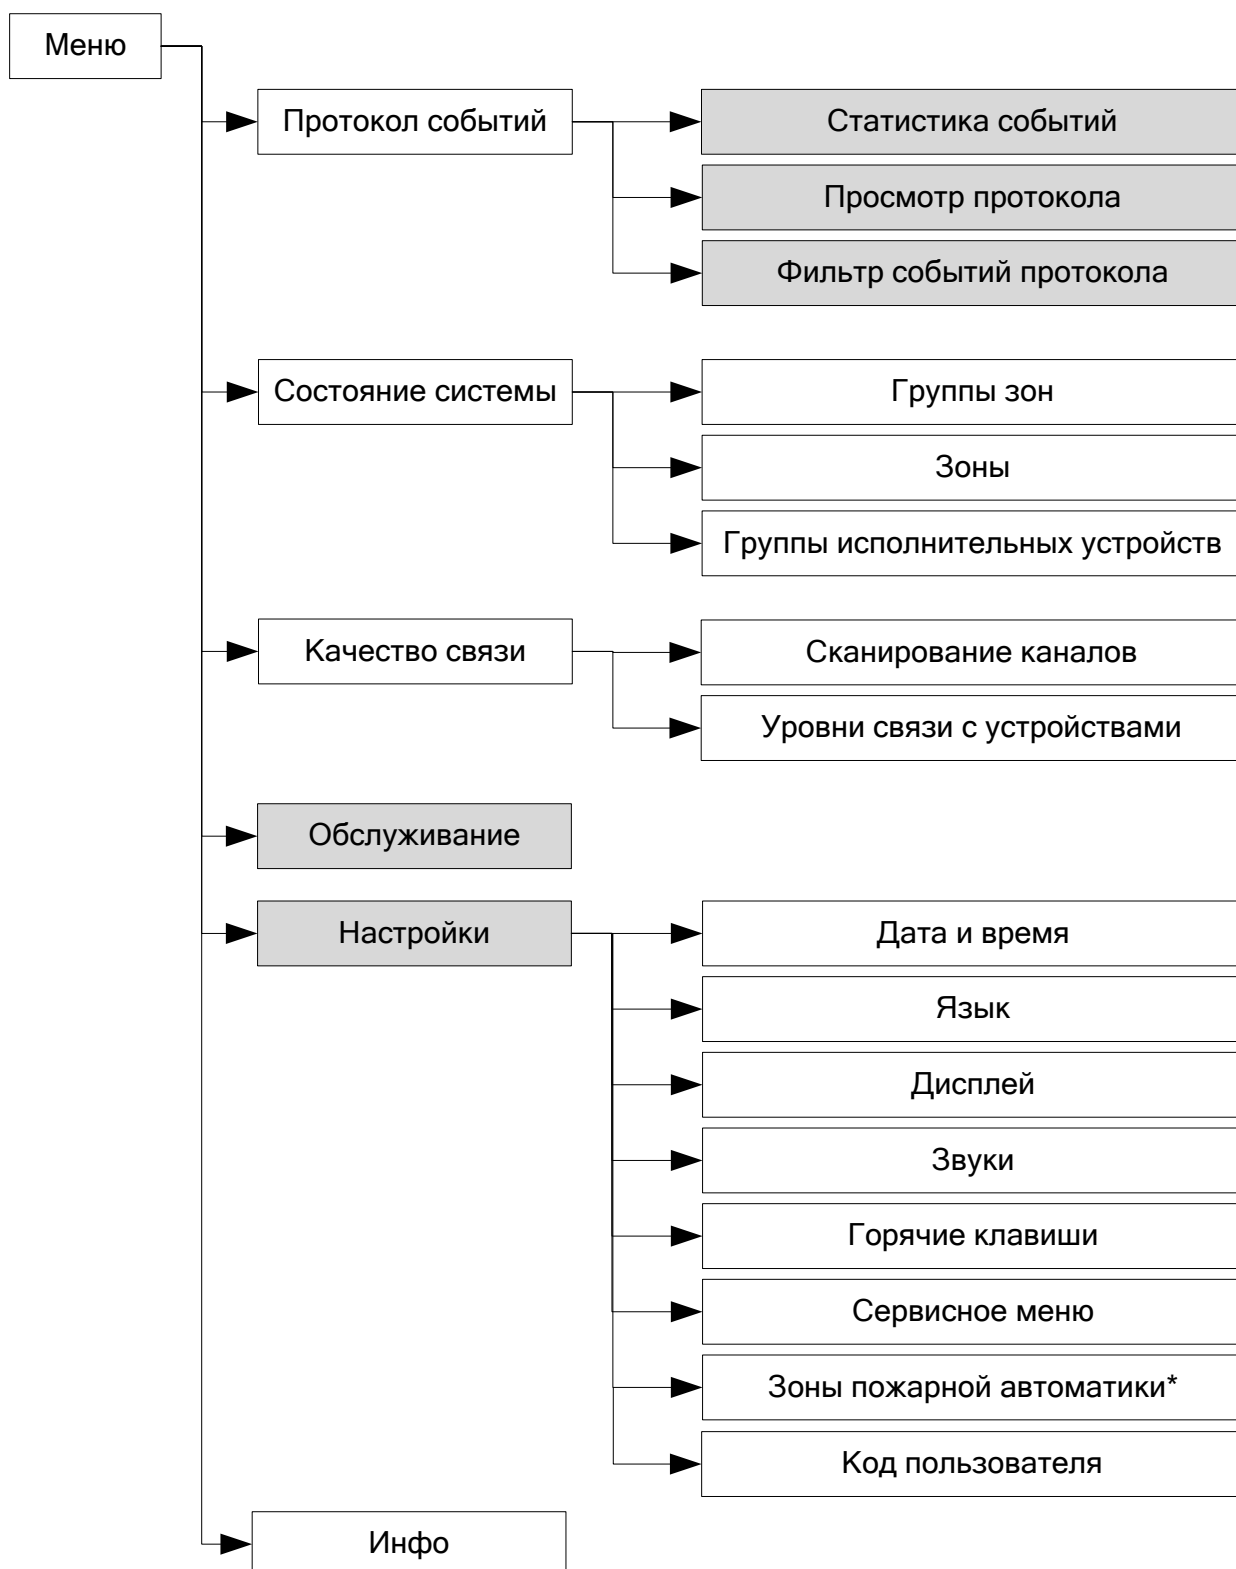 Меню
Протокол событий
Статистика событий
Просмотр протокола
Фильтр событий протокола
Состояние системы
Группы зон
Зоны
Группы исполнительных устройств
Качество связи
Сканирование каналов
Уровни связи с устройствами
Обслуживание
Настройки
Дата и время
Язык
Дисплей
Звуки
Горячие клавиши
Сервисное меню
Зоны пожарной автоматики*
Код пользователя
Инфо